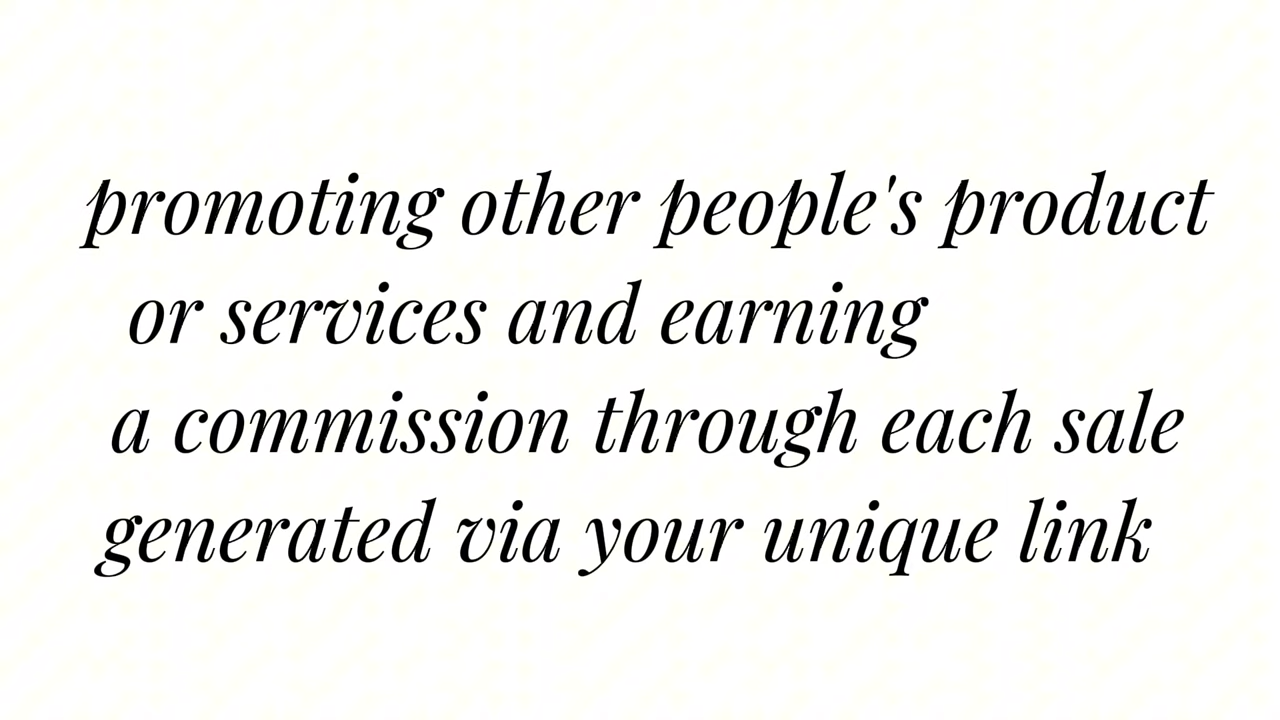 promoting other people's product
or services and earning
a commission through each sale
generated via your unique link